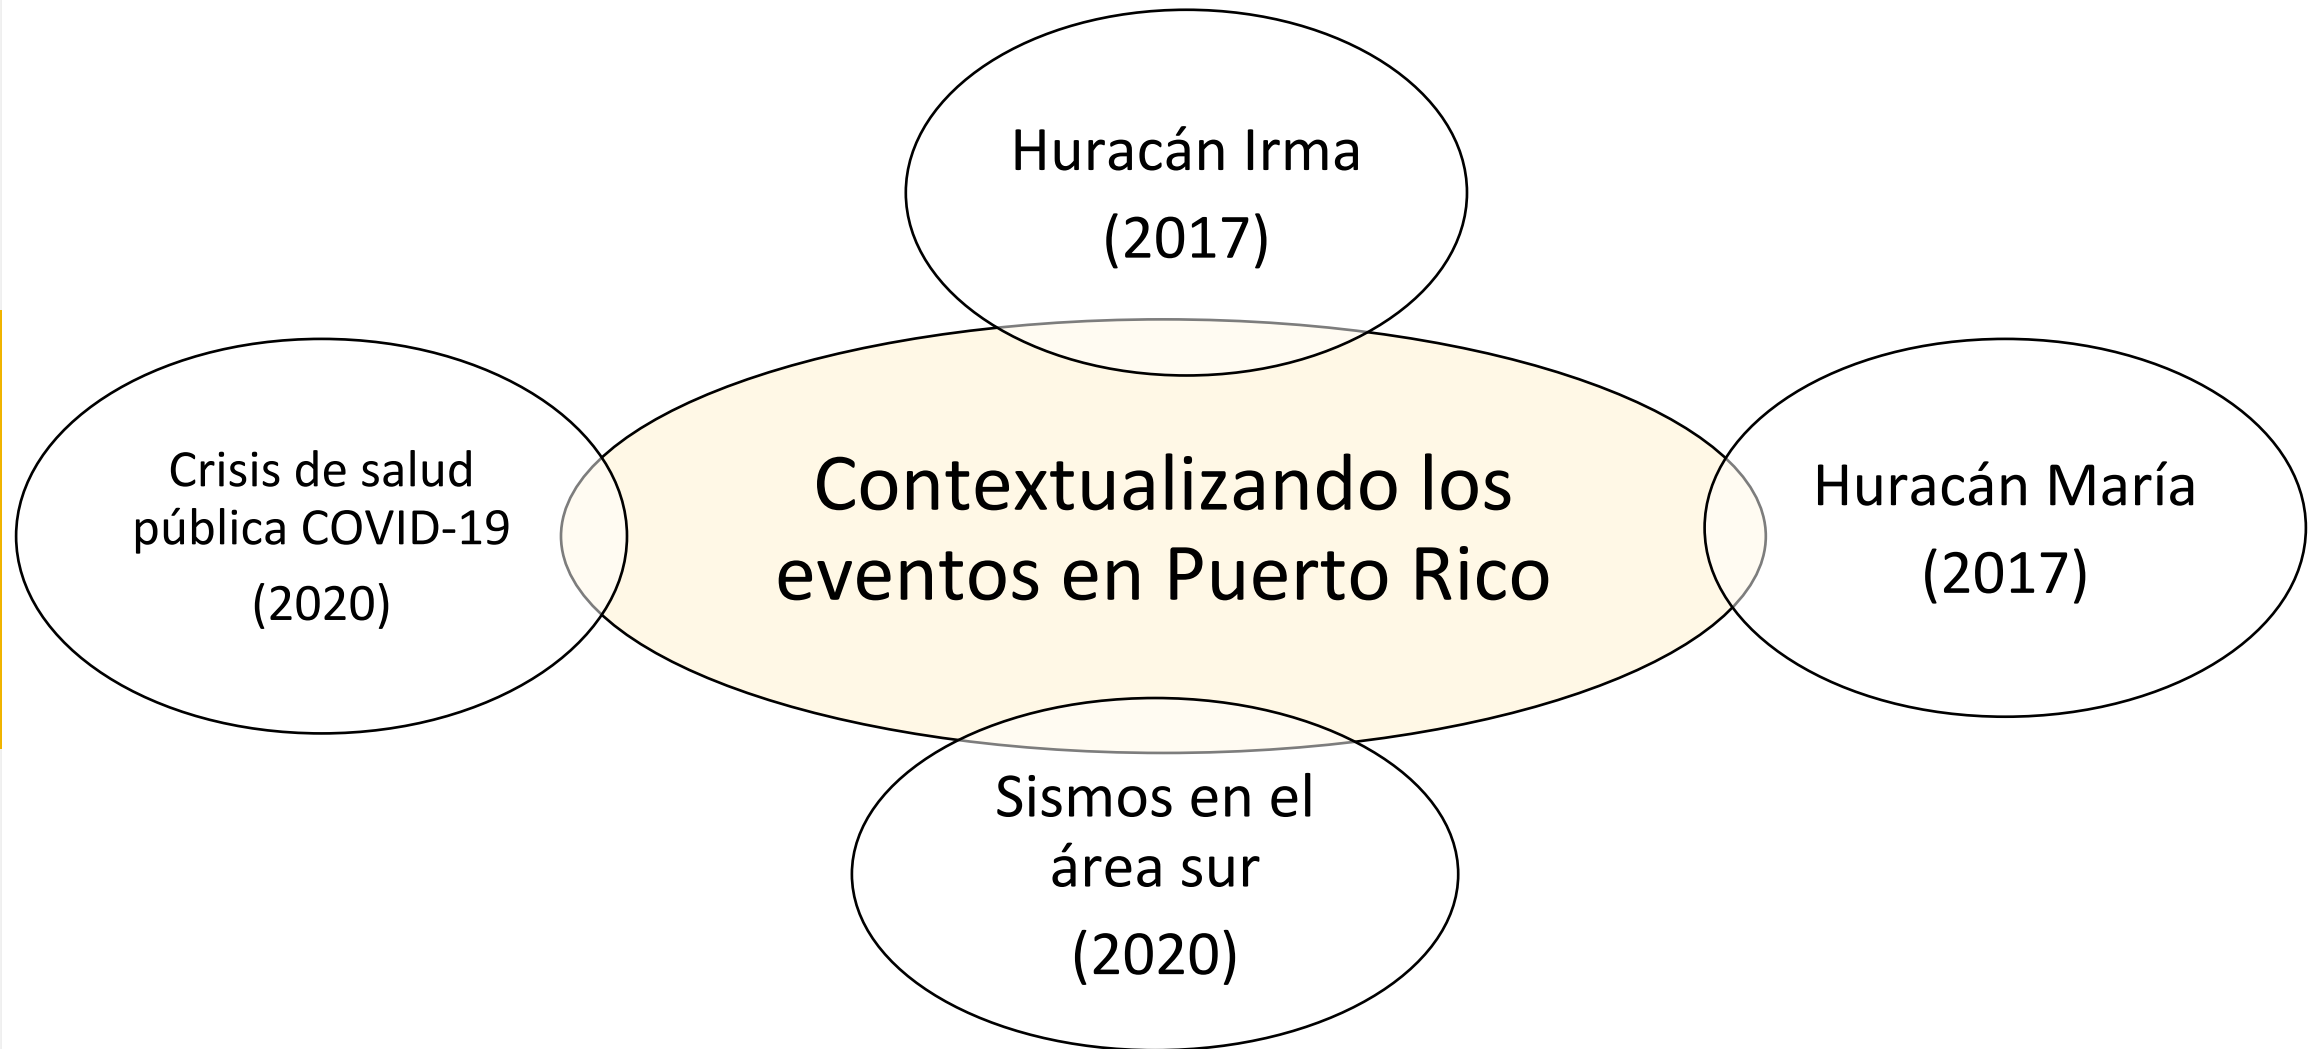 Huracán Irma
(2017)
Contextualizando los
eventos en Puerto Rico
Huracán María
(2017)
Sismos en el
área sur
(2020)
Crisis de salud
pública COVID-19
(2020)